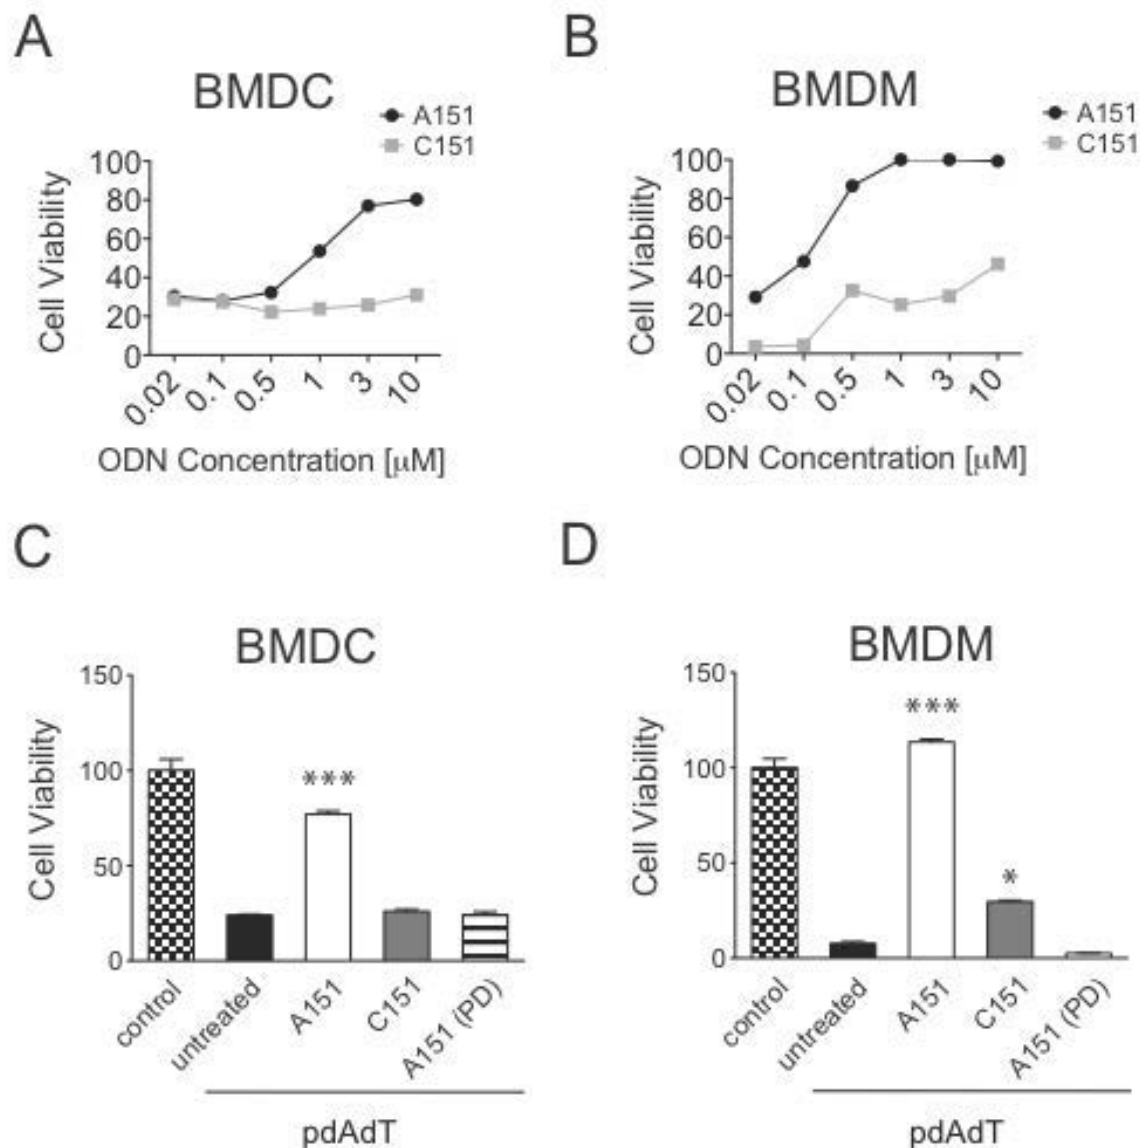 A
BMDC
A151
C151
Cell Viability
100
80
60
40
20
0
0.02
0.1
0.5
1
3
10
ODN Concentration [μM]
B
BMDM
A151
C151
Cell Viability
100
80
60
40
20
0
0.02
0.1
0.5
1
3
10
ODN Concentration [μM]
C
BMDC
Cell Viability
150
100
50
0
***
control
untreated
A151
C151
A151 (PD)
pdAdT
D
BMDM
Cell Viability
150
100
50
0
***
*
control
untreated
A151
C151
A151 (PD)
pdAdT